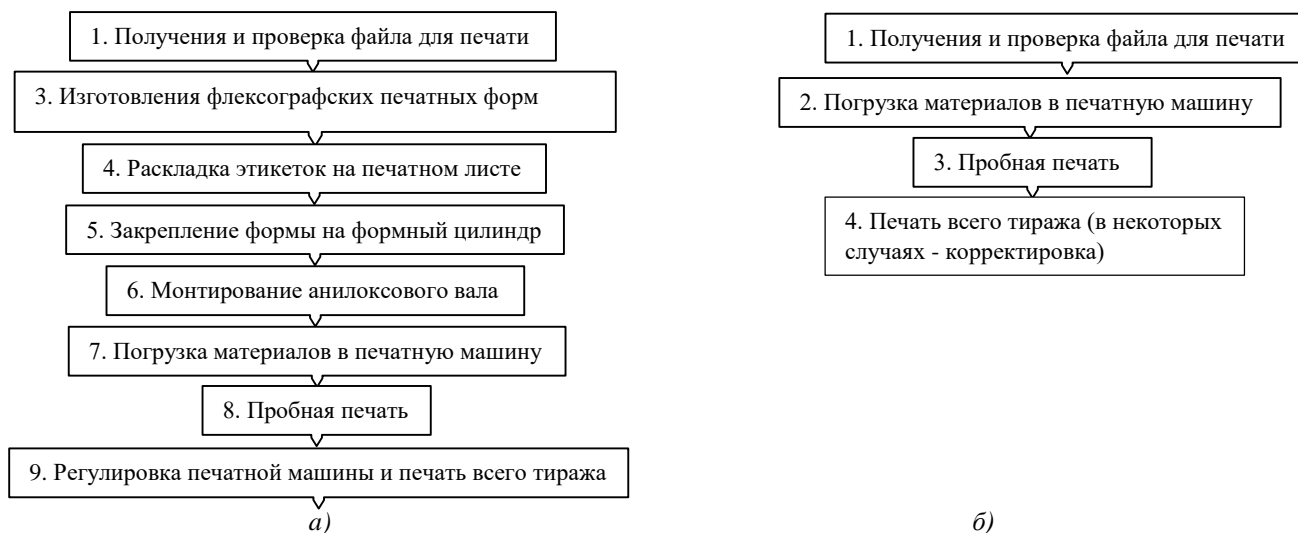 1. Получения и проверка файла для печати
3. Изготовления флексографских печатных форм
4. Раскладка этикеток на печатном листе
5. Закрепление формы на формный цилиндр
6. Монтирование анилоксового вала
7. Погрузка материалов в печатную машину
8. Пробная печать
9. Регулировка печатной машины и печать всего тиража
а)
1. Получения и проверка файла для печати
2. Погрузка материалов в печатную машину
3. Пробная печать
4. Печать всего тиража (в некоторых
случаях - корректировка)
б)